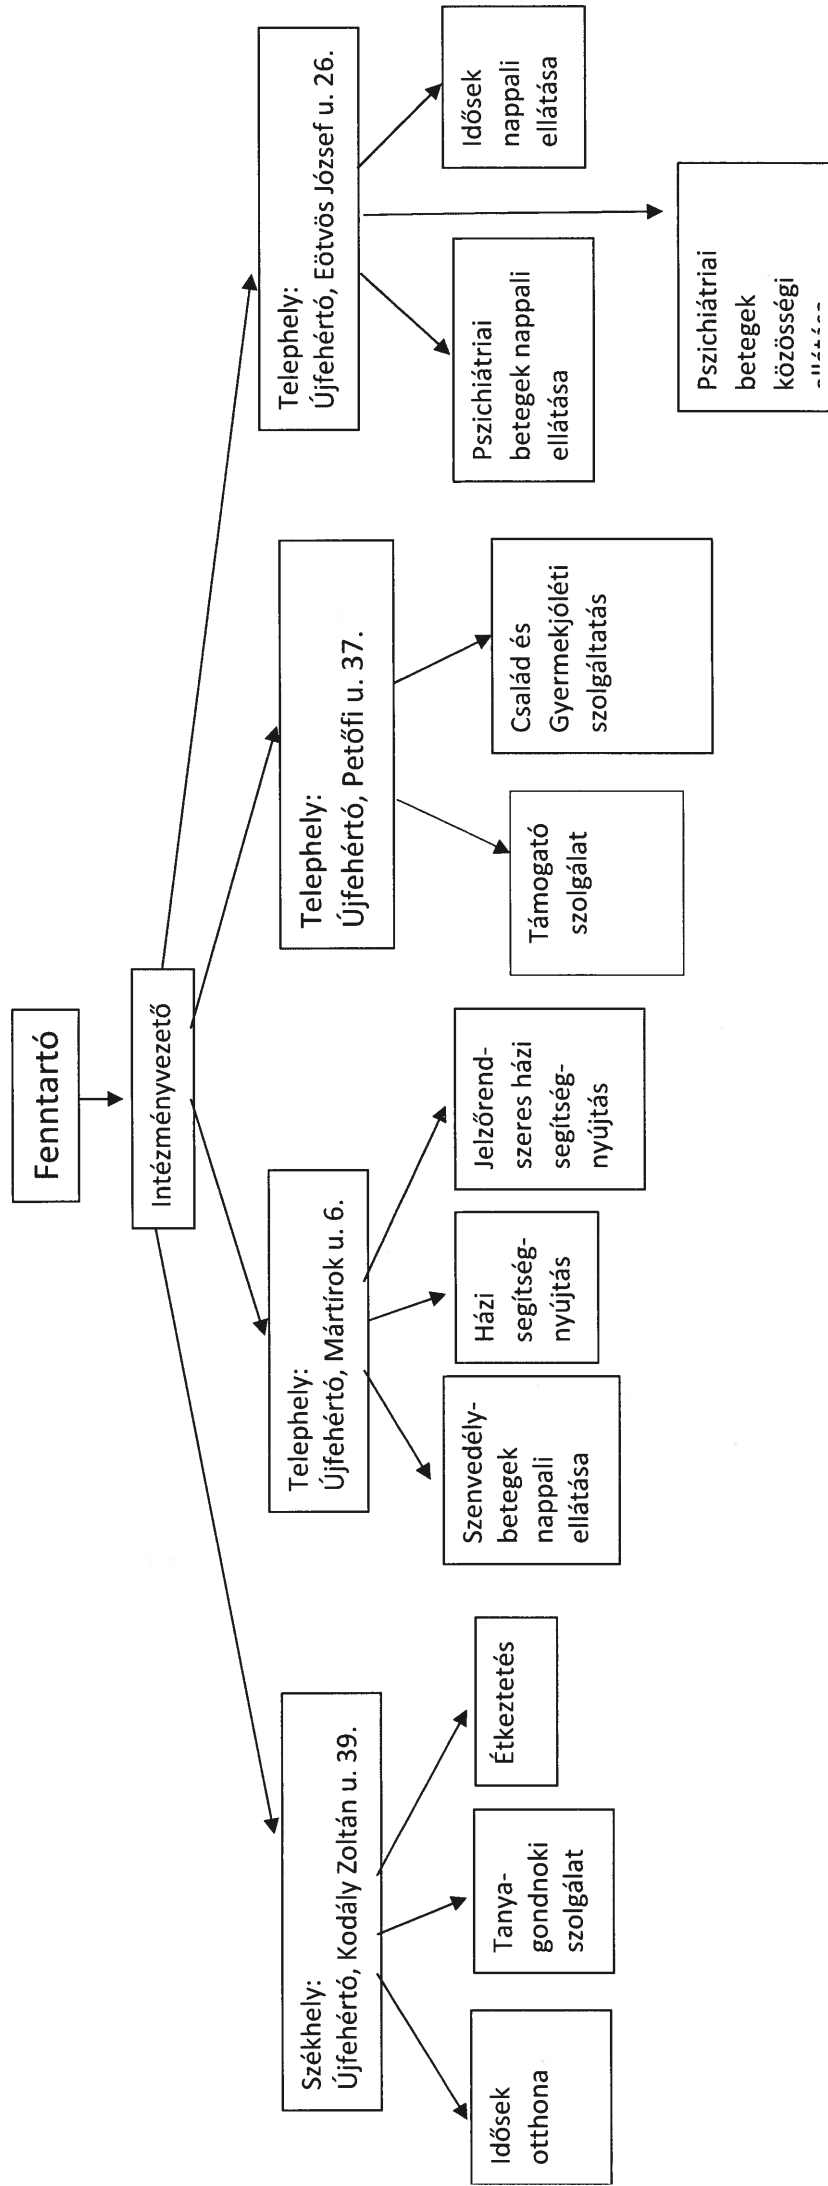 Fenntartó
Intézményvezető
Székhely:
Újfehértó, Kodály Zoltán u. 39.
Telephely:
Újfehértó, Mártírok u. 6.
Telephely:
Újfehértó, Petőfi u. 37.
Telephely:
Újfehértó, Eötvös József u. 26.
Idősek
otthona
Tanya-
gondnoki
szolgálat
Étkeztetés
Szenvedély-
betegek
nappali
ellátása
Házi
segítség-
nyújtás
Jelzőrend-
szeres házi
segítség-
nyújtás
Támogató
szolgálat
Család és
Gyermekjóléti
szolgáltatás
Pszichiátriai
betegek nappali
ellátása
Idősek
nappali
ellátása
Pszichiátriai
betegek
közösségi